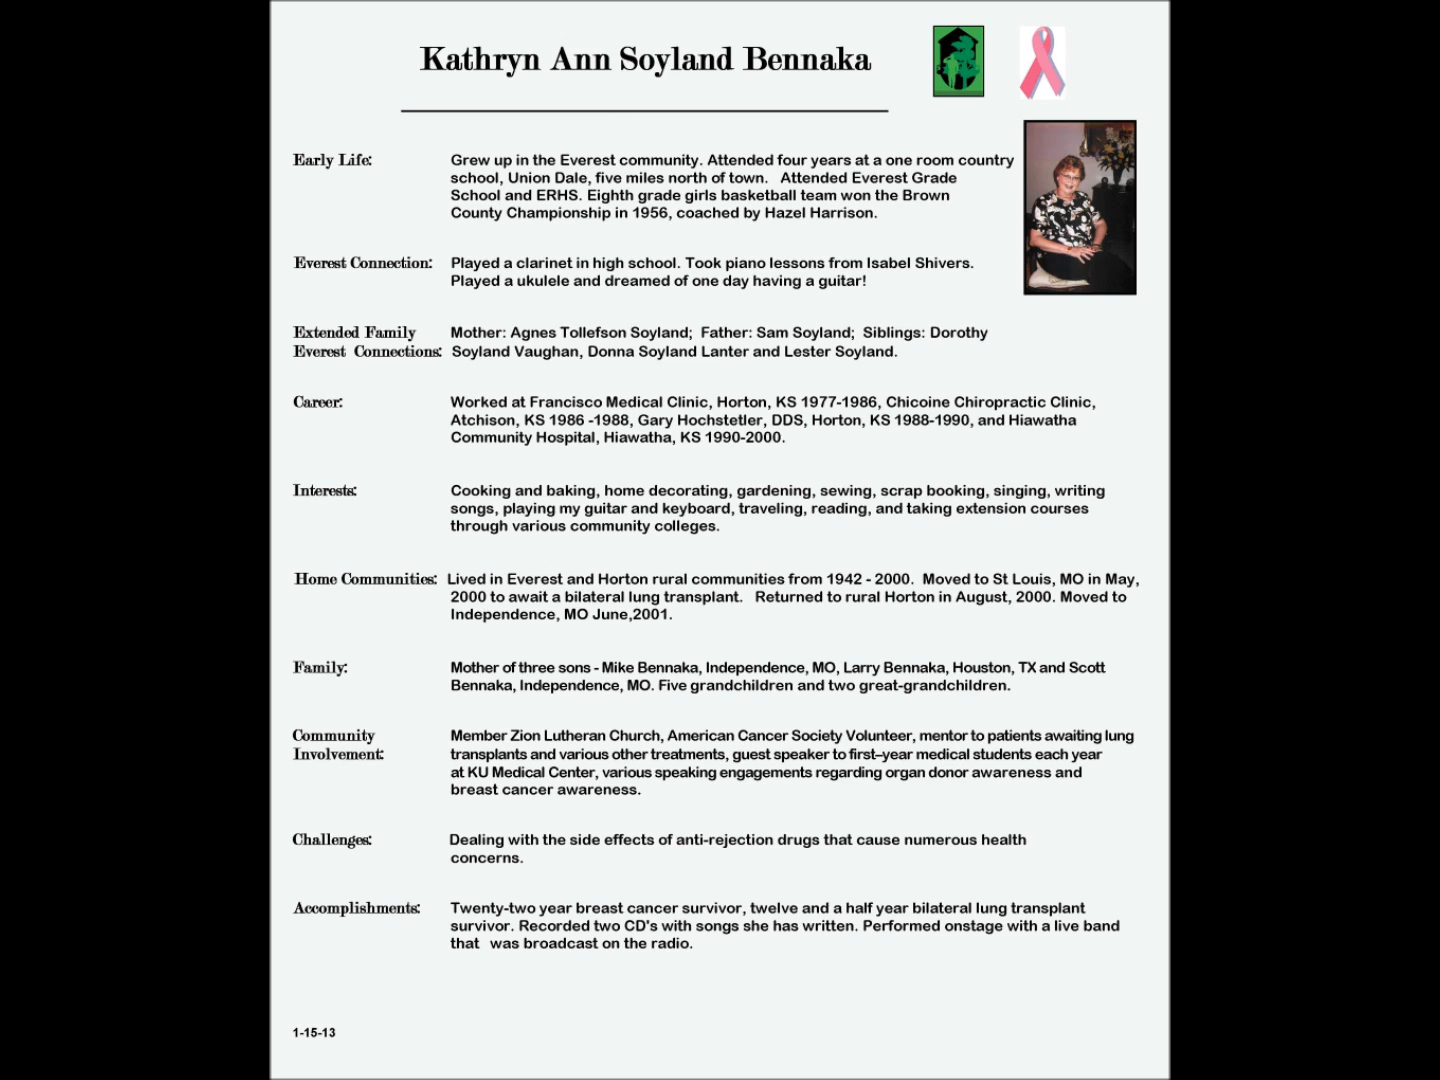 Kathryn Ann Soyland Bennaka
Early Life: Grew up in the Everest community. Attended four years at a one room country
school, Union Dale, five miles north of town. Attended Everest Grade
School and ERHS. Eighth grade girls basketball team won the Brown
County Championship in 1956, coached by Hazel Harrison.
Everest Connection: Played a clarinet in high school. Took piano lessons from Isabel Shivers.
Played a ukulele and dreamed of one day having a guitar!
Extended Family Mother: Agnes Tollefson Soyland; Father: Sam Soyland; Siblings: Dorothy
Everest Connections: Soyland Vaughan, Donna Soyland Lanter and Lester Soyland.
Career: Worked at Francisco Medical Clinic, Horton, KS 1977-1986, Chicoine Chiropractic Clinic,
Atchison, KS 1986 -1988, Gary Hochstetler, DDS, Horton, KS 1988-1990, and Hiawatha
Community Hospital, Hiawatha, KS 1990-2000.
Interests: Cooking and baking, home decorating, gardening, sewing, scrap booking, singing, writing
songs, playing my guitar and keyboard, traveling, reading, and taking extension courses
through various community colleges.
Home Communities: Lived in Everest and Horton rural communities from 1942 - 2000. Moved to St Louis, MO in May,
2000 to await a bilateral lung transplant. Returned to rural Horton in August, 2000. Moved to
Independence, MO June,2001.
Family: Mother of three sons - Mike Bennaka, Independence, MO, Larry Bennaka, Houston, TX and Scott
Bennaka, Independence, MO. Five grandchildren and two great-grandchildren.
Community Member Zion Lutheran Church, American Cancer Society Volunteer, mentor to patients awaiting lung
Involvement: transplants and various other treatments, guest speaker to first–year medical students each year
at KU Medical Center, various speaking engagements regarding organ donor awareness and
breast cancer awareness.
Challenges: Dealing with the side effects of anti-rejection drugs that cause numerous health
concerns.
Accomplishments: Twenty-two year breast cancer survivor, twelve and a half year bilateral lung transplant
survivor. Recorded two CD's with songs she has written. Performed onstage with a live band
that was broadcast on the radio.
1-15-13